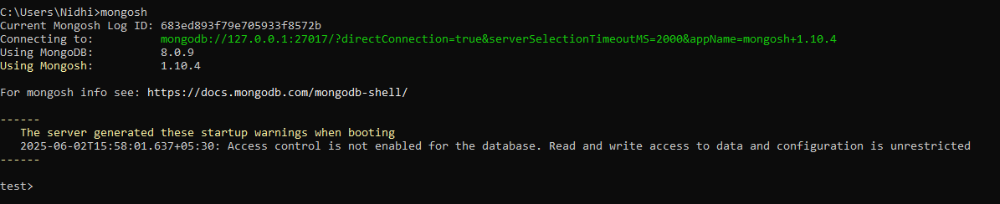 C:\Users\Nidhi>mongosh
Current Mongosh Log ID: 683ed893f79e705933f8572b
Connecting to:          mongodb://127.0.0.1:27017/?directConnection=true&serverSelectionTimeoutMS=2000&appName=mongosh+1.10.4
Using MongoDB:          8.0.9
Using Mongosh:          1.10.4
For mongosh info see: https://docs.mongodb.com/mongodb-shell/
------
   The server generated these startup warnings when booting
   2025-06-02T15:58:01.637+05:30: Access control is not enabled for the database. Read and write access to data and configuration is unrestricted
------
test>